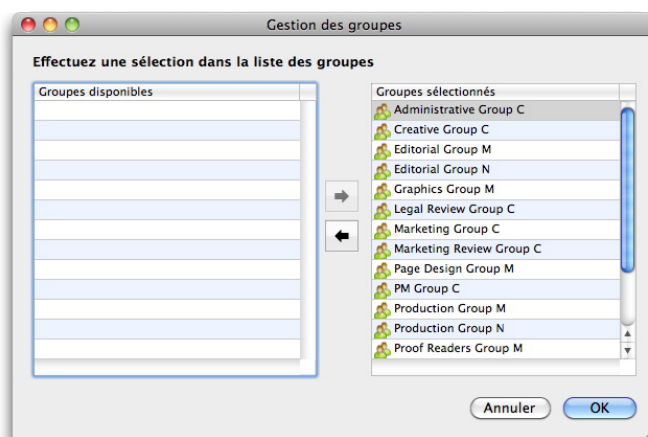 Gestion des groupes
Effectuez une sélection dans la liste des groupes
Groupes disponibles
Groupes sélectionnés
Administrative Group C
Creative Group C
Editorial Group M
Editorial Group N
Graphics Group M
Legal Review Group C
Marketing Group C
Marketing Review Group C
Page Design Group M
PM Group C
Production Group M
Production Group N
Proof Readers Group M
Annuler
OK